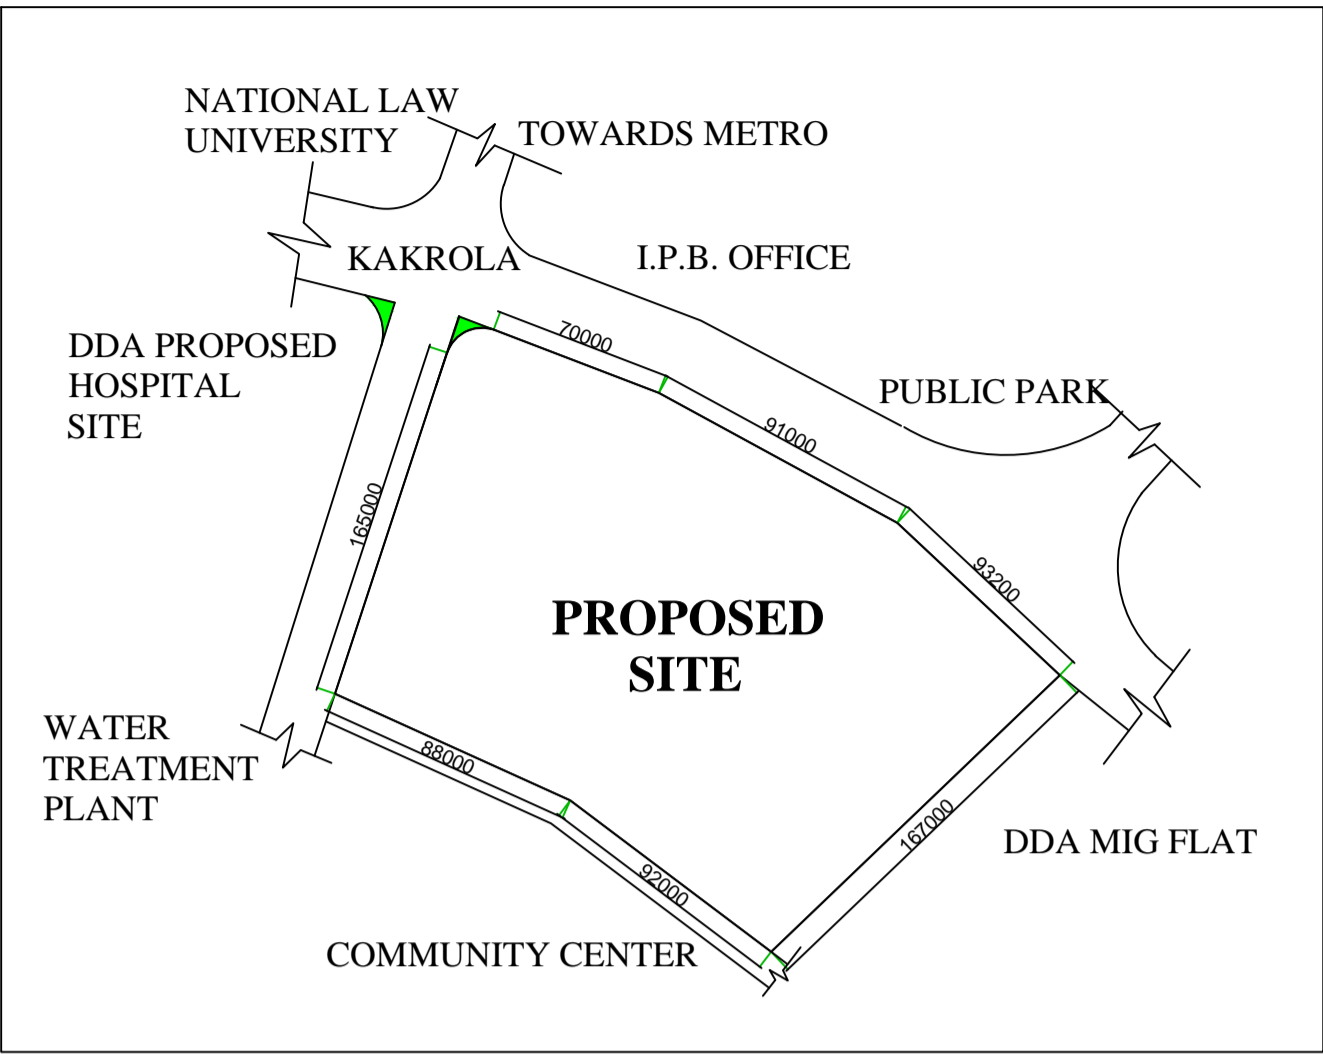 NATIONAL LAW
UNIVERSITY
TOWARDS METRO
KAKROLA
I.P.B. OFFICE
DDA PROPOSED
HOSPITAL
SITE
70000
PUBLIC PARK
91000
165000
93200
PROPOSED
SITE
WATER
TREATMENT
PLANT
88000
167000
DDA MIG FLAT
92000
COMMUNITY CENTER